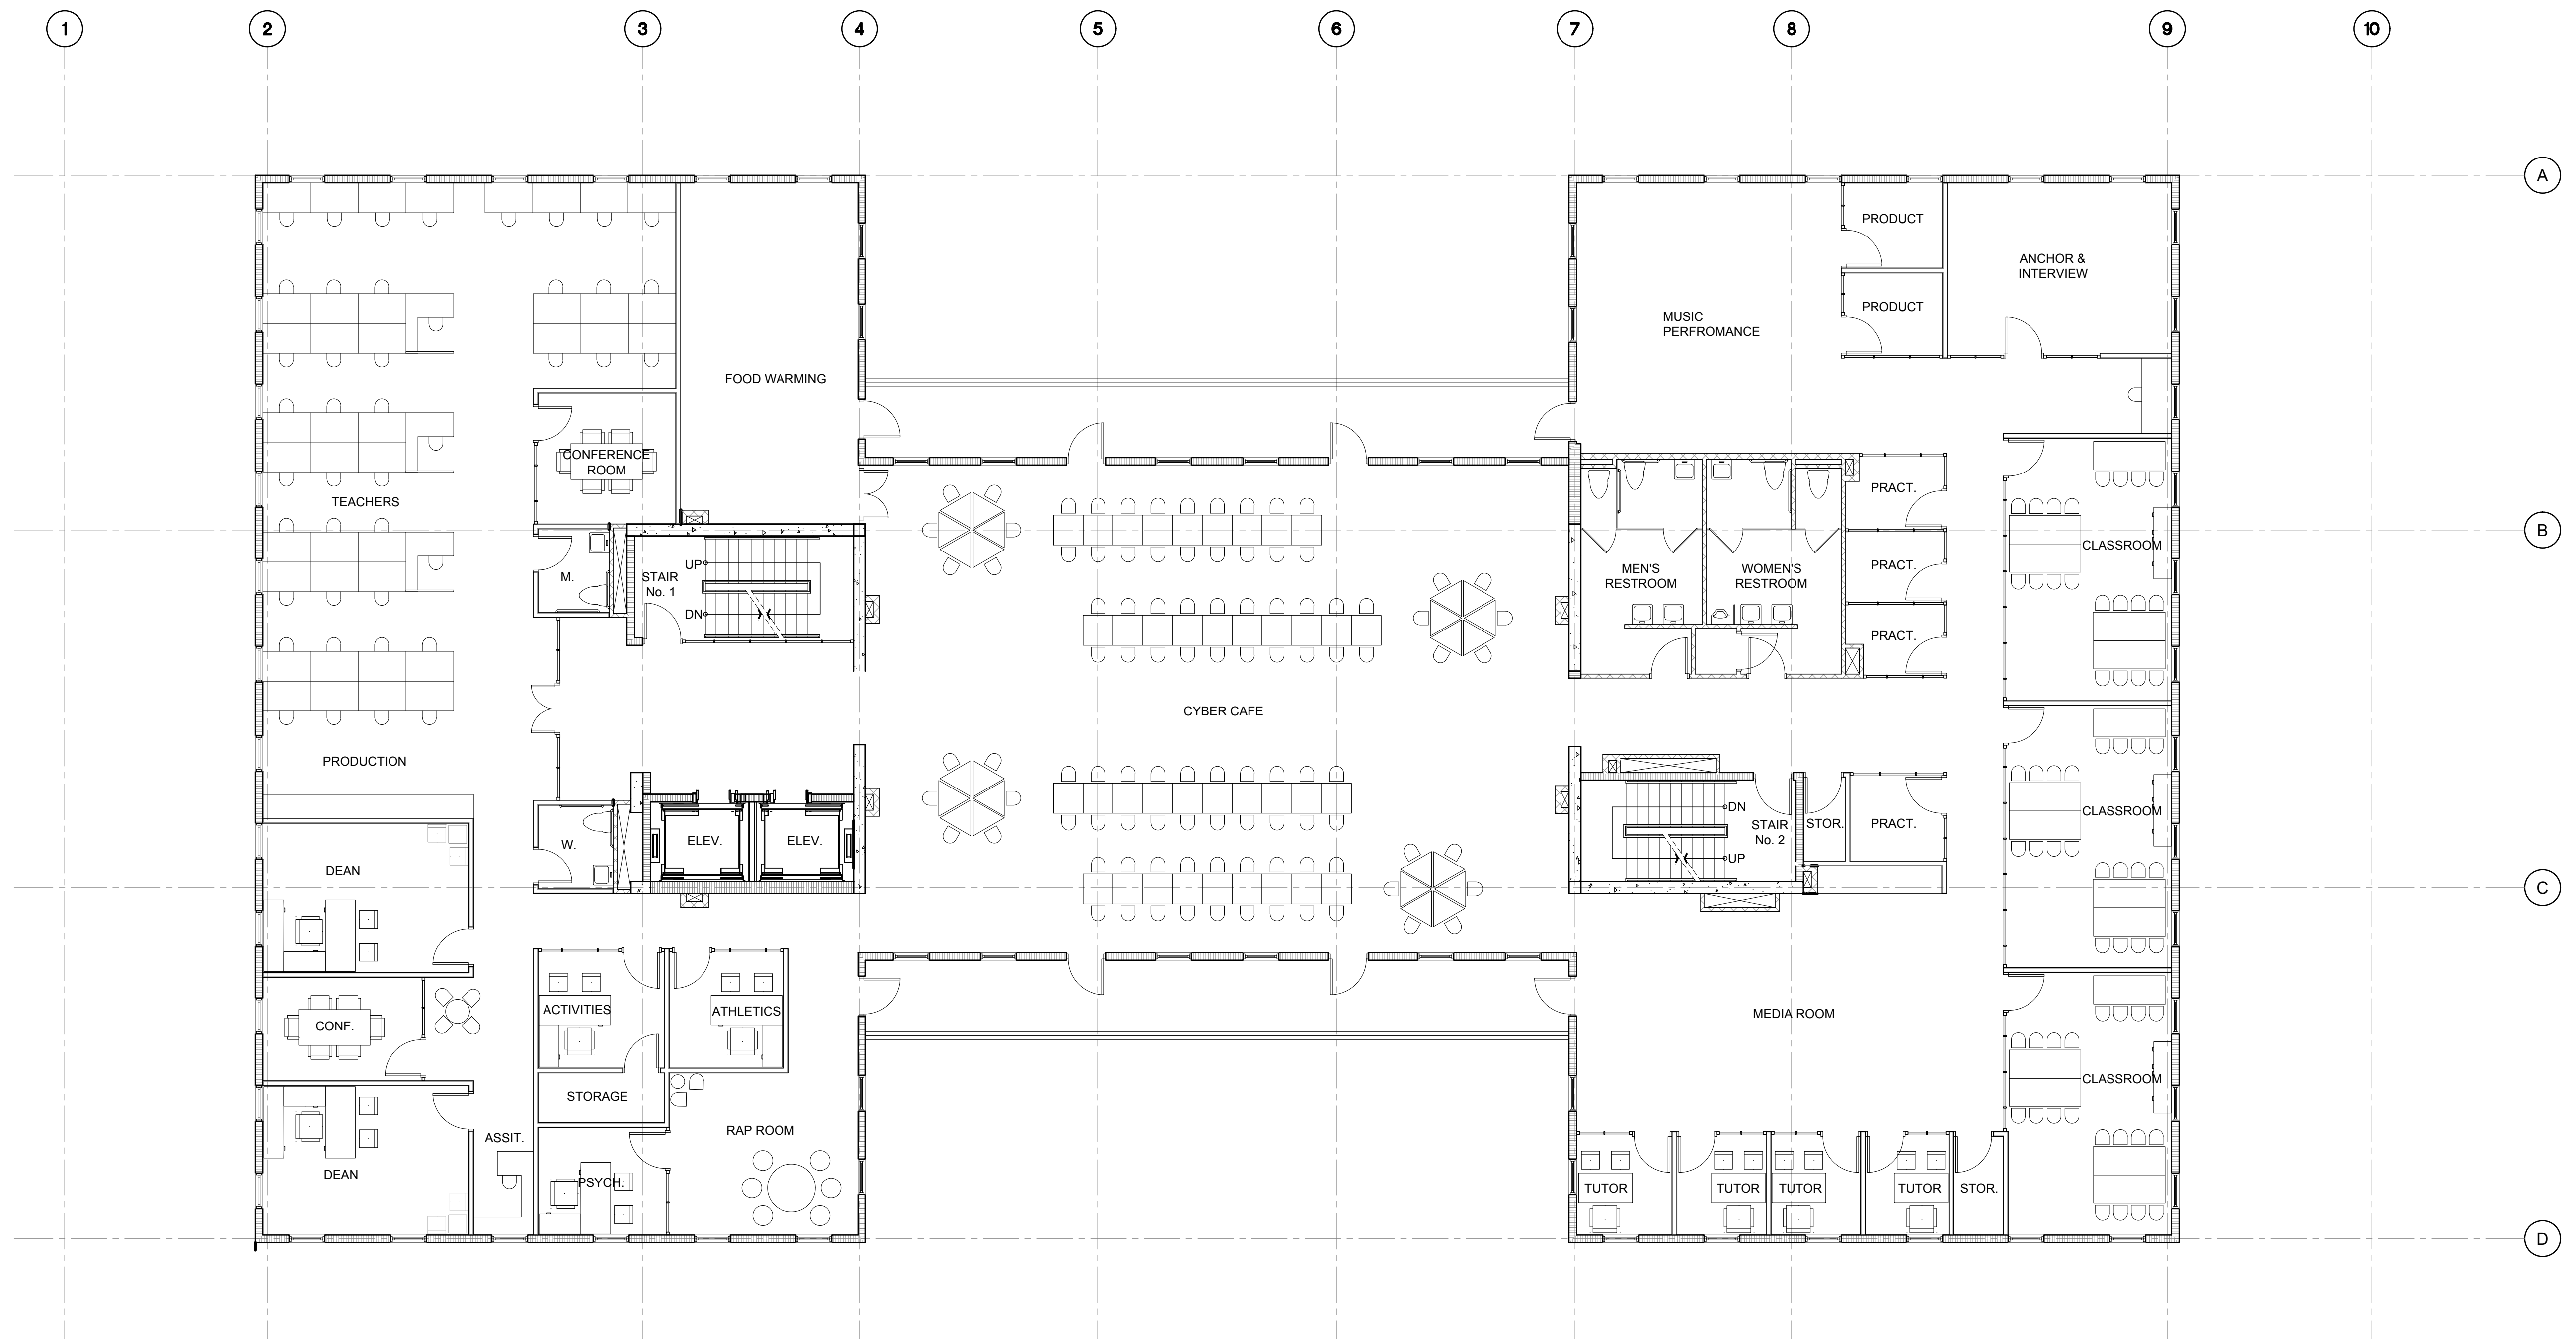 1
2
3
4
5
6
7
8
9
10
A
B
C
D
PRODUCT
ANCHOR &
INTERVIEW
PRODUCT
MUSIC
PERFROMANCE
FOOD WARMING
CONFERENCE
ROOM
TEACHERS
PRACT.
CLASSROOM
UP
STAIR
No. 1
DN
M.
MEN'S
RESTROOM
WOMEN'S
RESTROOM
PRACT.
PRACT.
CYBER CAFE
PRODUCTION
DN
STAIR
No. 2
UP
STOR.
PRACT.
CLASSROOM
W.
ELEV.
ELEV.
DEAN
ACTIVITIES
ATHLETICS
CONF.
MEDIA ROOM
STORAGE
CLASSROOM
RAP ROOM
ASSIT.
DEAN
PSYCH.
TUTOR
TUTOR
TUTOR
TUTOR
STOR.